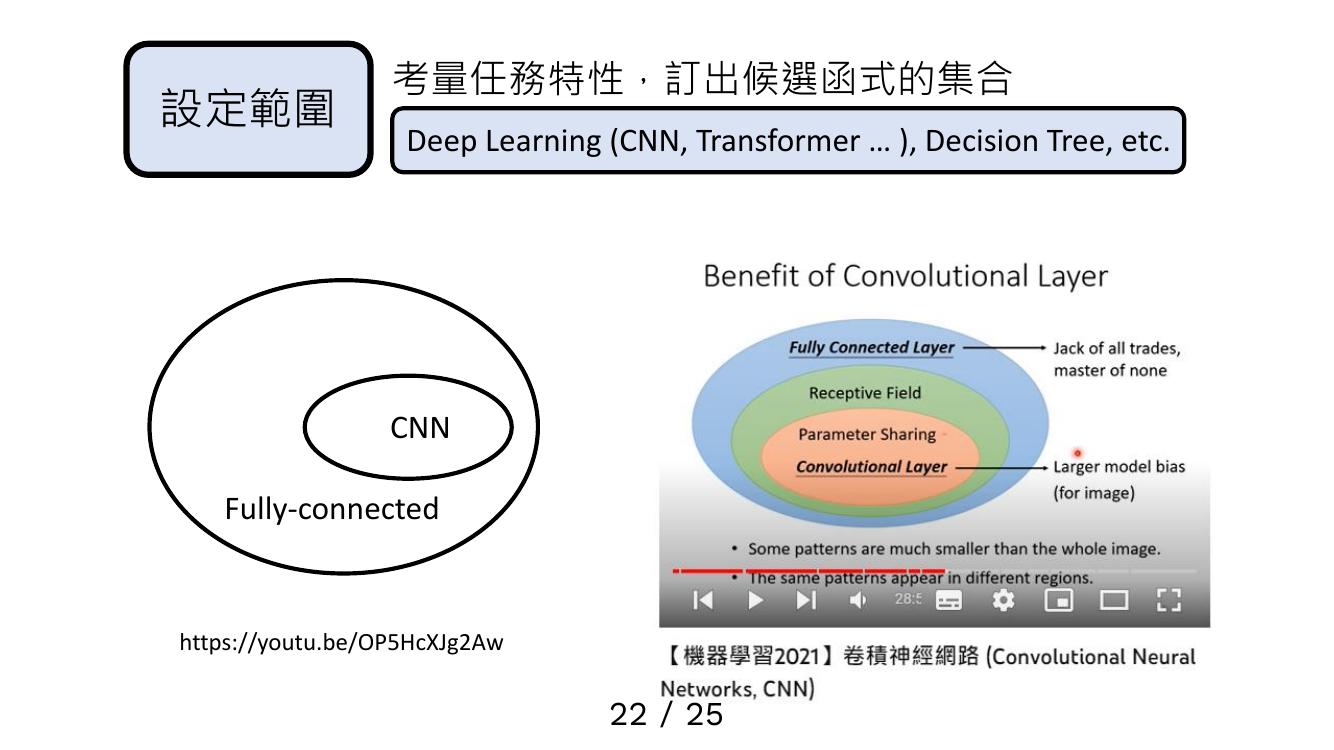 設定範圍
考量任務特性，訂出候選函式的集合
Deep Learning (CNN, Transformer … ), Decision Tree, etc.
CNN
Fully-connected
https://youtu.be/OP5HcXJg2Aw
Benefit of Convolutional Layer
Fully Connected Layer
Jack of all trades,
master of none
Receptive Field
Parameter Sharing
Convolutional Layer
Larger model bias
(for image)
• Some patterns are much smaller than the whole image.
• The same patterns appear in different regions.
【機器學習2021】卷積神經網路 (Convolutional Neural
Networks, CNN)
22 / 25